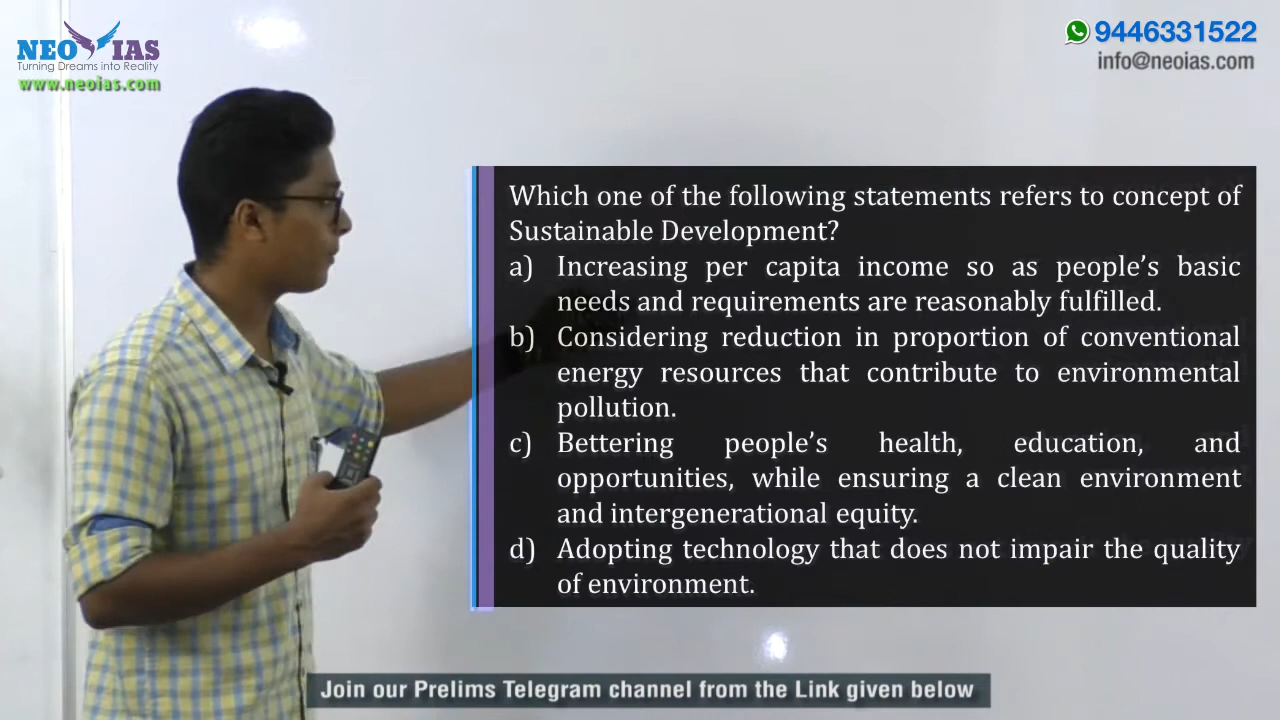 NEO IAS
Turning Dreams into Reality
www.neoias.com
9446331522
info@neoias.com
Which one of the following statements refers to concept of
Sustainable Development?
a) Increasing per capita income so as people's basic
needs and requirements are reasonably fulfilled.
b) Considering reduction in proportion of conventional
energy resources that contribute to environmental
pollution.
c) Bettering people's health, education, and
opportunities, while ensuring a clean environment
and intergenerational equity.
d) Adopting technology that does not impair the quality
of environment.
Join our Prelims Telegram channel from the Link given below